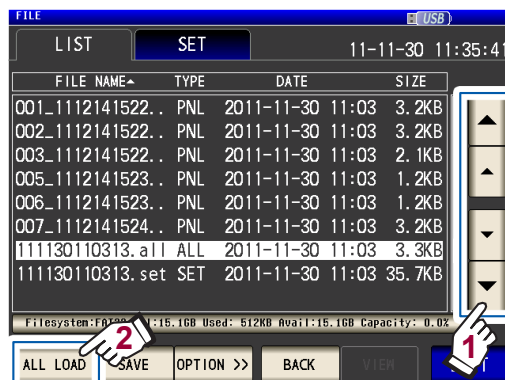 FILE USB
LIST SET 11-11-30 11:35:41
FILE NAME▲ TYPE DATE SIZE
001_1112141522.. PNL 2011-11-30 11:03 3.2KB
002_1112141522.. PNL 2011-11-30 11:03 3.2KB
003_1112141522.. PNL 2011-11-30 11:03 2.1KB
005_1112141523.. PNL 2011-11-30 11:03 1.2KB
006_1112141523.. PNL 2011-11-30 11:03 1.2KB
007_1112141524.. PNL 2011-11-30 11:03 3.2KB
111130110313.all ALL 2011-11-30 11:03 3.3KB
111130110313.set SET 2011-11-30 11:03 35.7KB
Used: 512KB Avail:15.1GB Capacity: 0.0%
2
1
ALL LOAD SAVE OPTION >> BACK VIEW